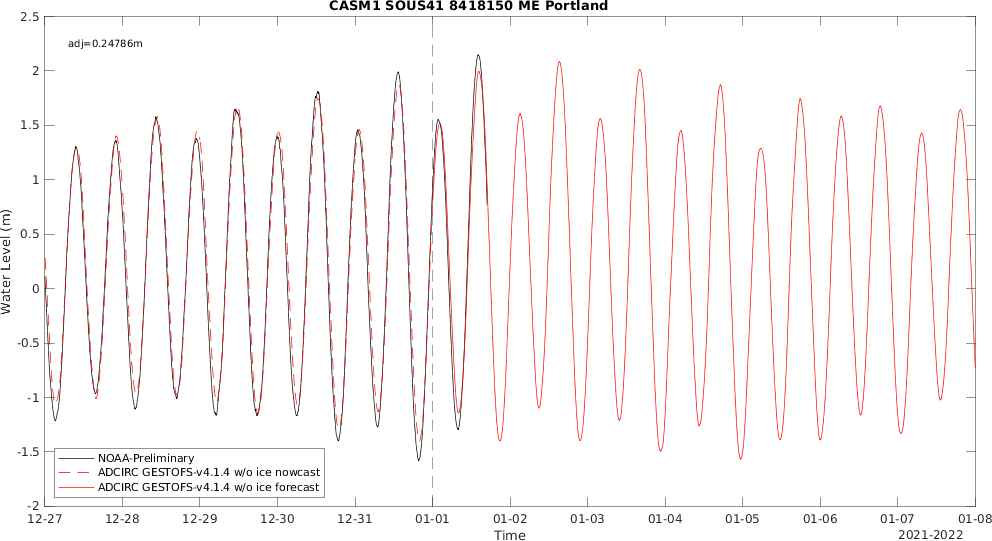 CASM1 SOUS41 8418150 ME Portland
adj=0.24786m
2.5
2
1.5
1
0.5
0
-0.5
-1
-1.5
-2
Water Level (m)
NOAA-Preliminary
ADCIRC GESTOFS-v4.1.4 w/o ice nowcast
ADCIRC GESTOFS-v4.1.4 w/o ice forecast
12-27 12-28 12-29 12-30 12-31 01-01 01-02 01-03 01-04 01-05 01-06 01-07 01-08
Time
2021-2022